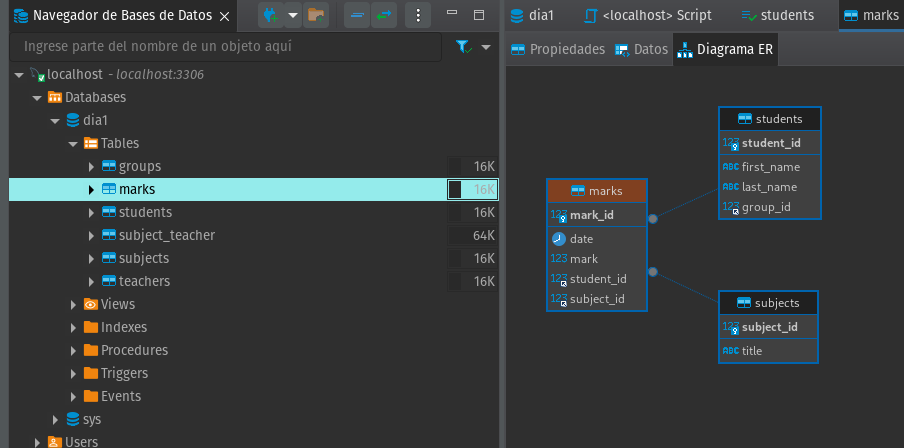 Navegador de Bases de Datos
Ingrese parte del nombre de un objeto aquí
localhost - localhost:3306
Databases
dia1
Tables
groups 16K
marks 16K
students 16K
subject_teacher 64K
subjects 16K
teachers 16K
Views
Indexes
Procedures
Triggers
Events
sys
Users
dia1 <localhost> Script students marks
Propiedades Datos Diagrama ER
students
123 student_id
ABC first_name
ABC last_name
123 group_id
marks
123 mark_id
date
123 mark
123 student_id
123 subject_id
subjects
123 subject_id
ABC title